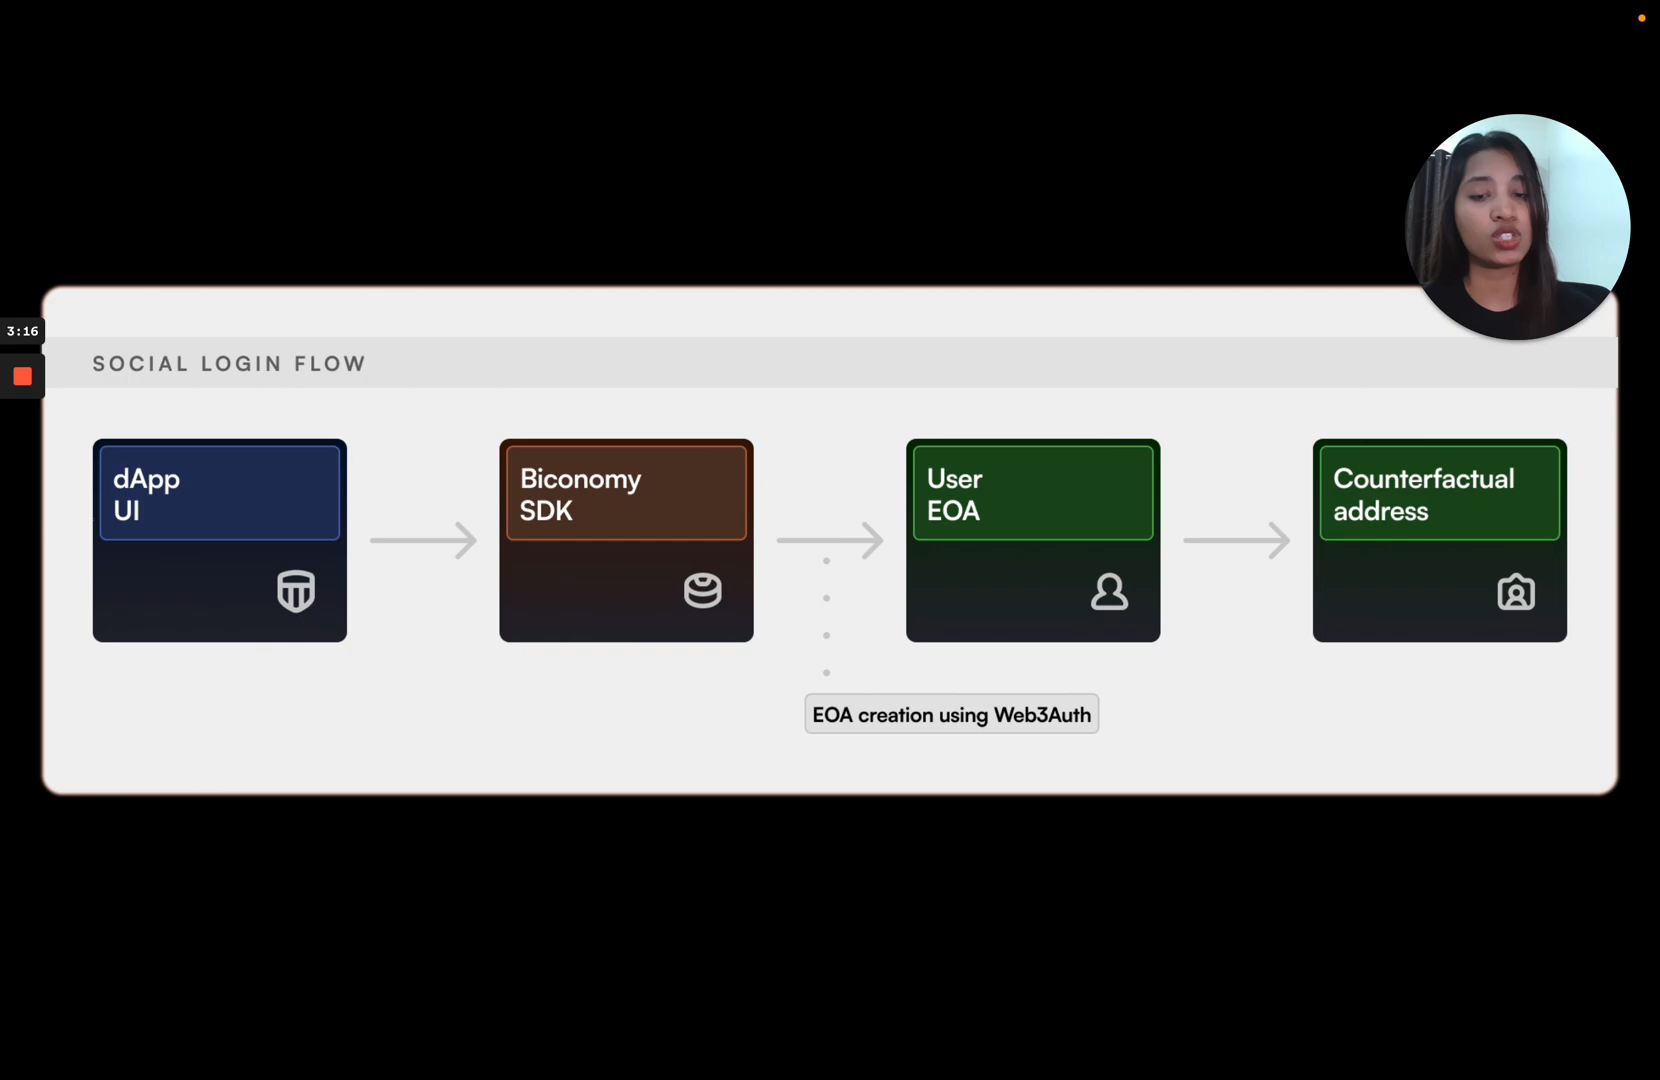 3:16
SOCIAL LOGIN FLOW
dApp
UI
Biconomy
SDK
User
EOA
Counterfactual
address
EOA creation using Web3Auth